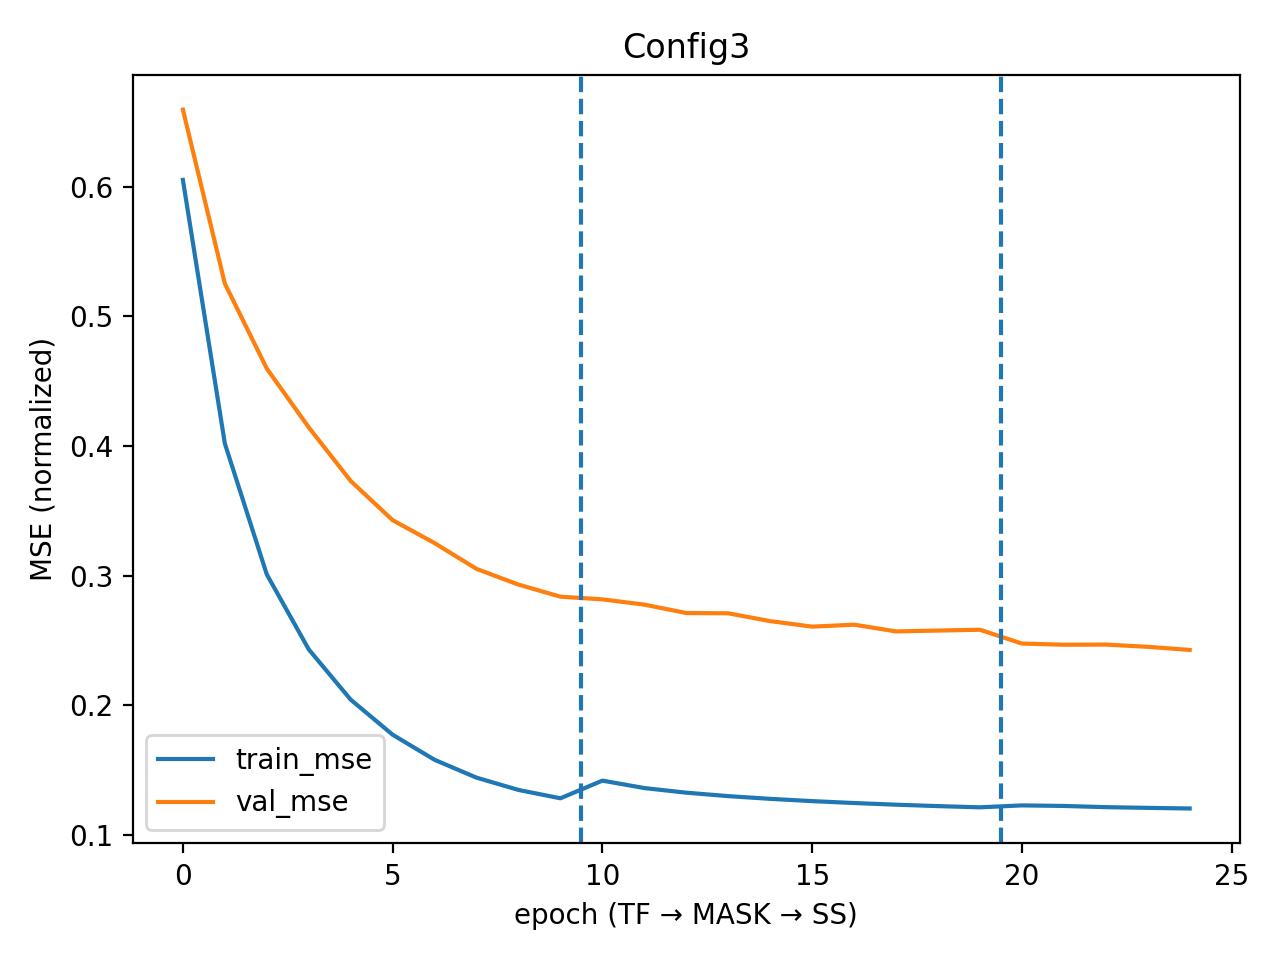 Config3
MSE (normalized)
0.6
0.5
0.4
0.3
0.2
0.1
train_mse
val_mse
0 5 10 15 20 25
epoch (TF → MASK → SS)